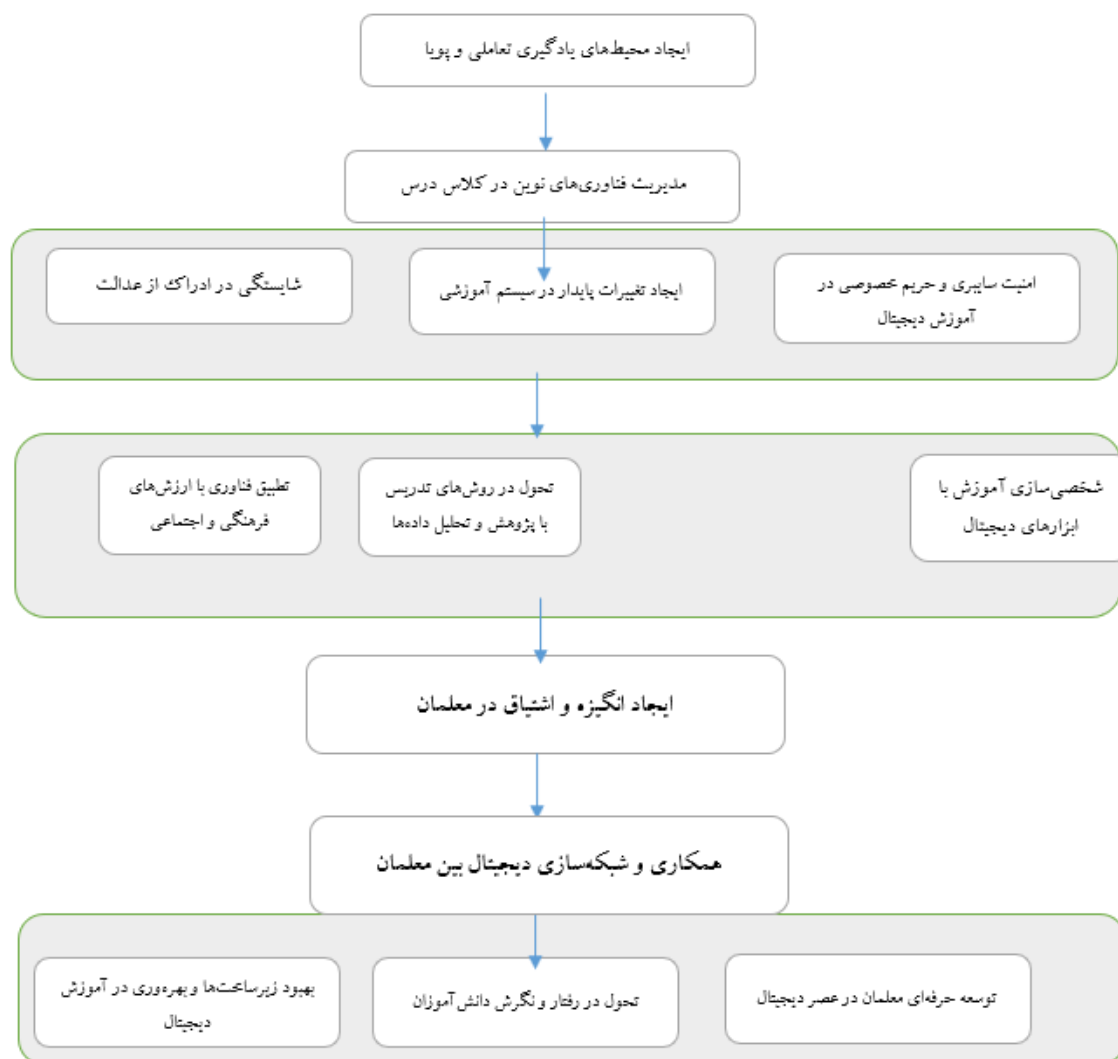 ایجاد محیط‌های یادگیری تعاملی و پویا
مدیریت فناوری‌های نوین در کلاس درس
امنیت سایبری و حریم خصوصی در
آموزش دیجیتال
ایجاد تغییرات پایدار در سیستم آموزشی
شایستگی در ادراک از عدالت
شخصی‌سازی آموزش با
ابزارهای دیجیتال
تحول در روش‌های تدریس
با پژوهش و تحلیل داده‌ها
تطبیق فناوری با ارزش‌های
فرهنگی و اجتماعی
ایجاد انگیزه و اشتیاق در معلمان
همکاری و شبکه‌سازی دیجیتال بین معلمان
توسعه حرفه‌ای معلمان در عصر دیجیتال
تحول در رفتار و نگرش دانش آموزان
بهبود زیرساخت‌ها و بهره‌وری در آموزش
دیجیتال